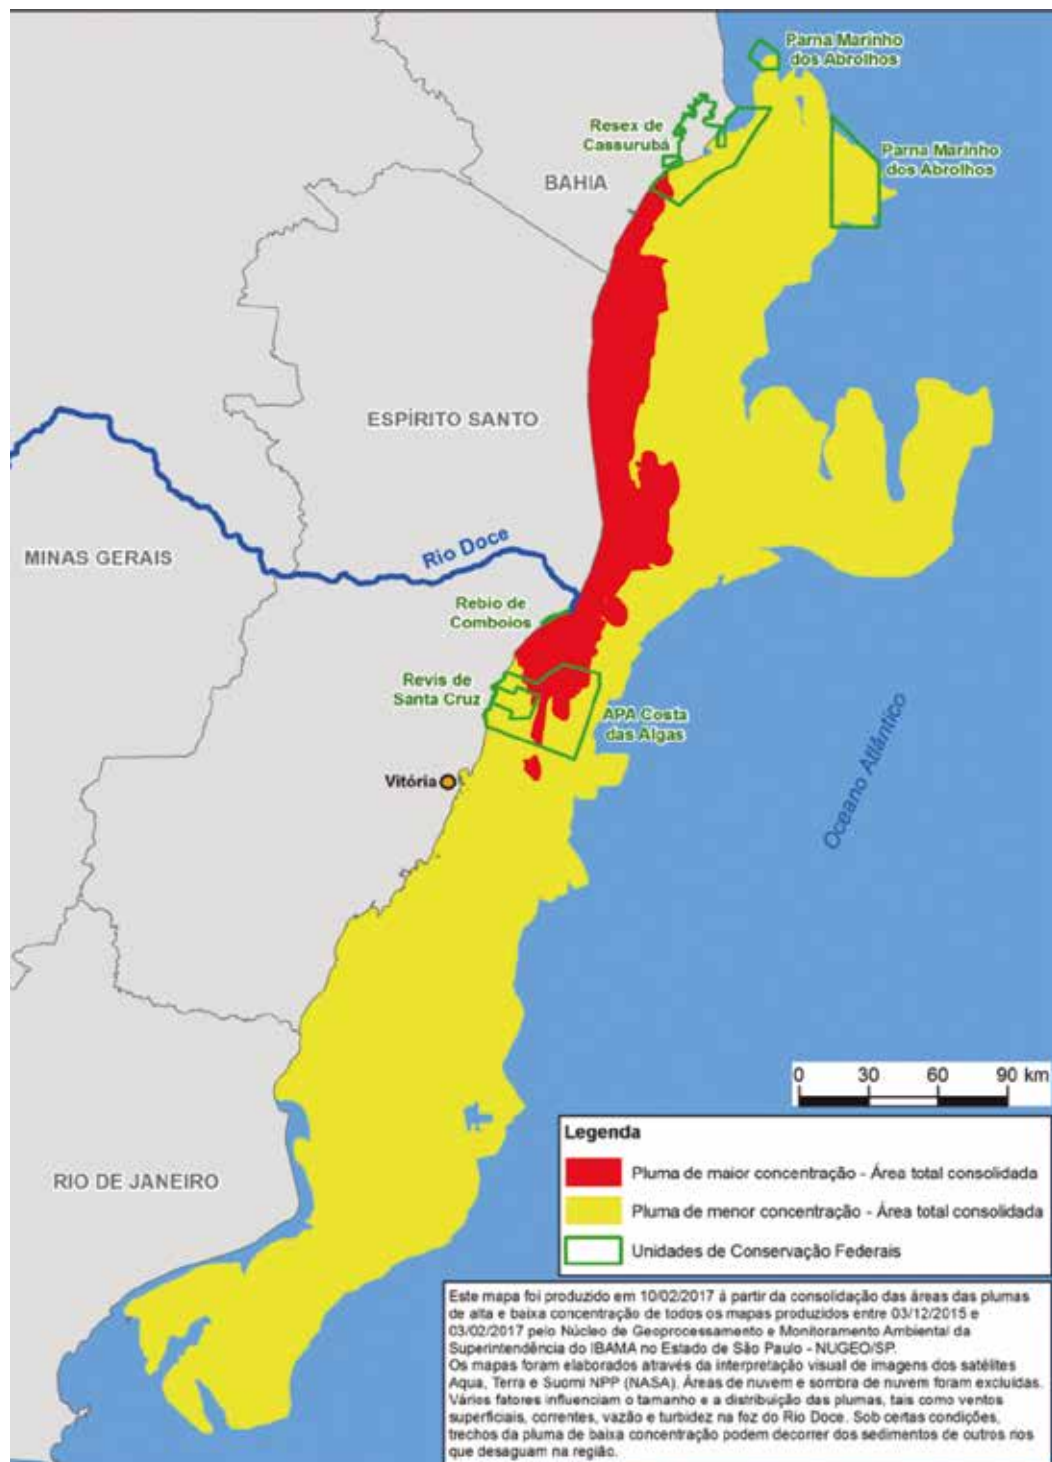 Parna Marinho
dos Abrolhos
Resex de
Cassurubá
Parna Marinho
dos Abrolhos
BAHIA
ESPÍRITO SANTO
Rio Doce
MINAS GERAIS
Rebio de
Comboios
Revis de
Santa Cruz
APA Costa
das Algas
Oceano Atlântico
Vitória
0 30 60 90 km
RIO DE JANEIRO
Legenda
Pluma de maior concentração - Área total consolidada
Pluma de menor concentração - Área total consolidada
Unidades de Conservação Federais
Este mapa foi produzido em 10/02/2017 à partir da consolidação das áreas das plumas
de alta e baixa concentração de todos os mapas produzidos entre 03/12/2015 e
03/02/2017 pelo Núcleo de Geoprocessamento e Monitoramento Ambiental da
Superintendência do IBAMA no Estado de São Paulo - NUGEO/SP.
Os mapas foram elaborados através da interpretação visual de imagens dos satélites
Aqua, Terra e Suomi NPP (NASA). Áreas de nuvem e sombra de nuvem foram excluídas.
Vários fatores influenciam o tamanho e a distribuição das plumas, tais como ventos
superficiais, correntes, vazão e turbidez na foz do Rio Doce. Sob certas condições,
trechos da pluma de baixa concentração podem decorrer dos sedimentos de outros rios
que desaguam na região.